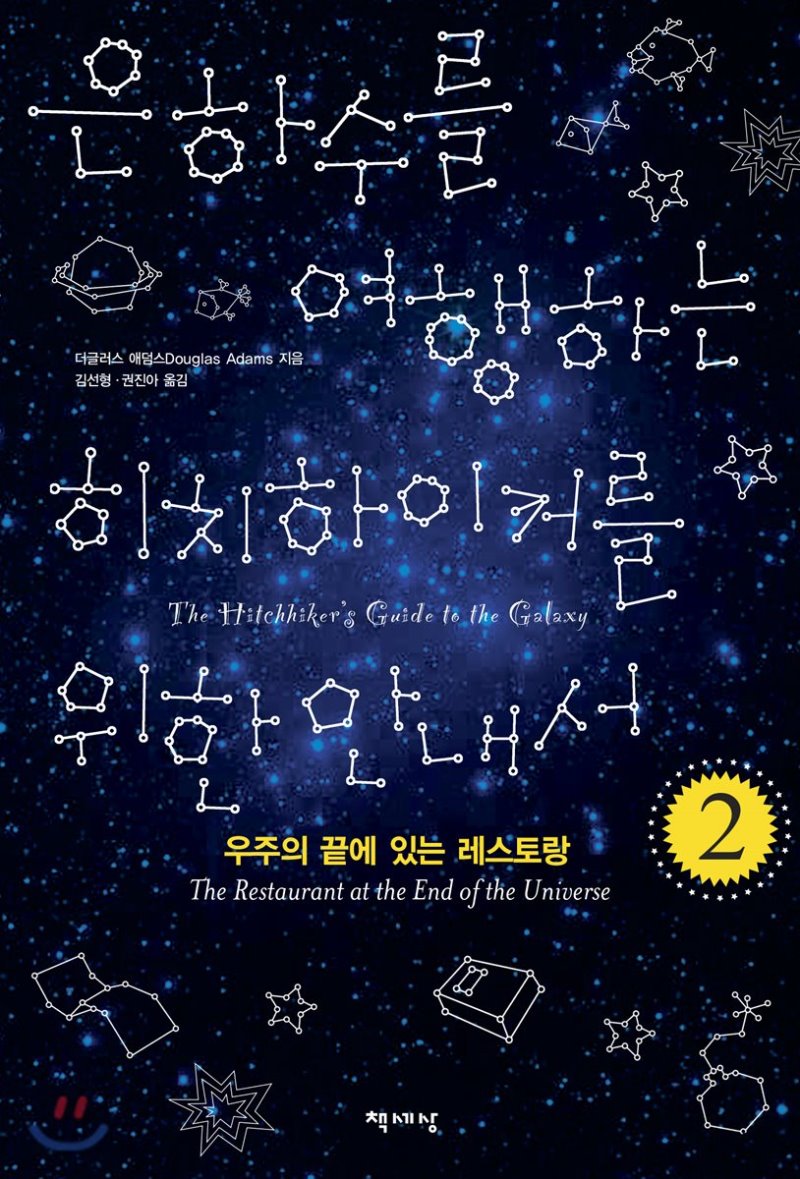 은하수를
여행하는
더글러스 애덤스Douglas Adams 지음
김선형·권진아 옮김
히치하이커를
The Hitchhiker's Guide to the Galaxy
위한 안내서
2
우주의 끝에 있는 레스토랑
The Restaurant at the End of the Universe
책세상